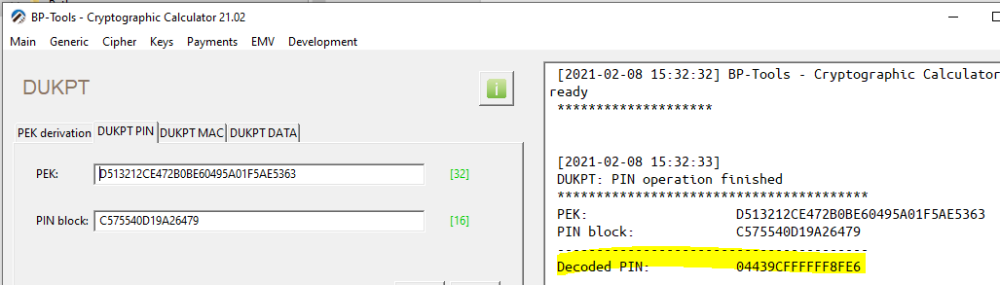 BP-Tools - Cryptographic Calculator 21.02
Main Generic Cipher Keys Payments EMV Development
DUKPT
i
PEK derivation DUKPT PIN DUKPT MAC DUKPT DATA
PEK: D513212CE472B0BE60495A01F5AE5363 [32]
PIN block: C575540D19A26479 [16]
[2021-02-08 15:32:32] BP-Tools - Cryptographic Calculator
ready
********************
[2021-02-08 15:32:33]
DUKPT: PIN operation finished
****************************************
PEK: D513212CE472B0BE60495A01F5AE5363
PIN block: C575540D19A26479
----------------------------------------
Decoded PIN: 04439CFFFFFF8FE6